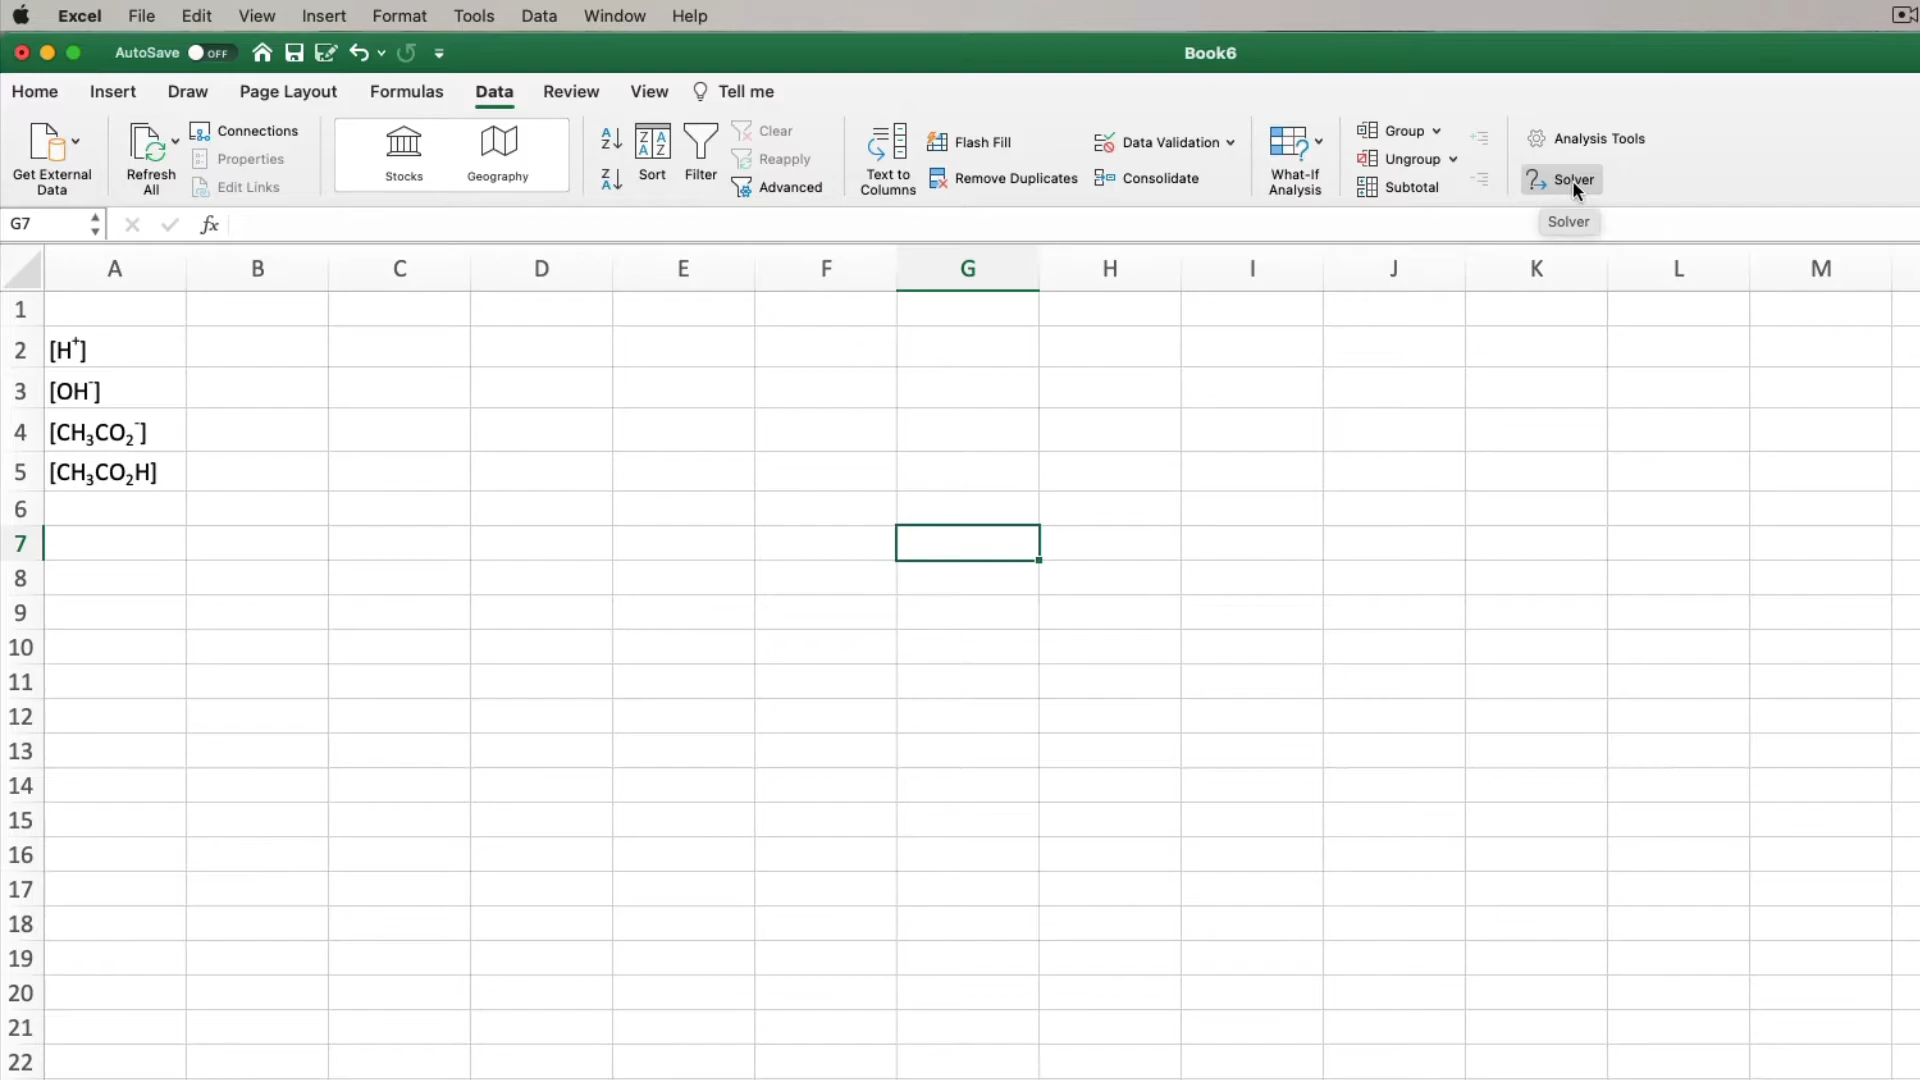 Excel File Edit View Insert Format Tools Data Window Help
AutoSave OFF Book6
Home Insert Draw Page Layout Formulas Data Review View Tell me
Get External Data
Refresh All
Connections
Properties
Edit Links
Stocks Geography
A Z
Z A
Z A A Z
Sort
Filter
Clear
Reapply
Advanced
Text to Columns
Flash Fill
Remove Duplicates
Data Validation
Consolidate
What-If Analysis
Group
Ungroup
Subtotal
Analysis Tools
Solver
Solver
G7 fx
A B C D E F G H I J K L M
1
2 [H⁺]
3 [OH⁻]
4 [CH₃CO₂⁻]
5 [CH₃CO₂H]
6
7
8
9
10
11
12
13
14
15
16
17
18
19
20
21
22